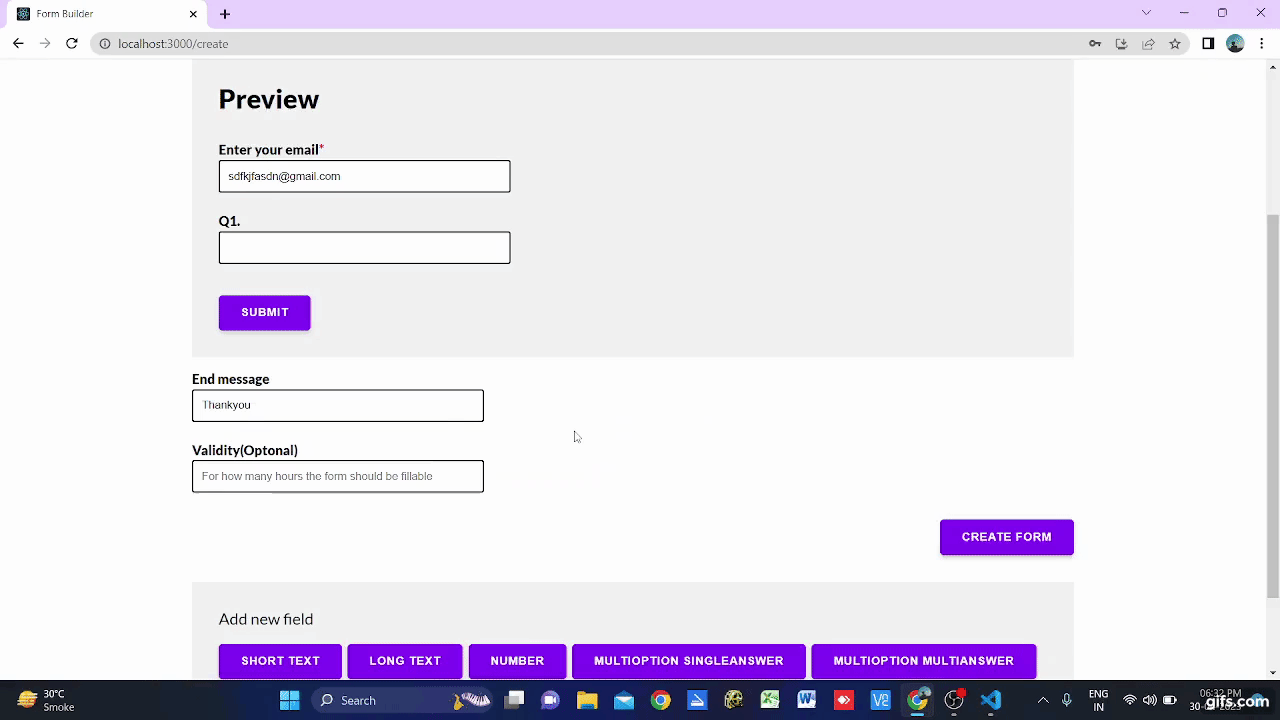 Form Builder
localhost:3000/create
Preview
Enter your email*
sdfkjfasdn@gmail.com
Q1.
SUBMIT
End message
Thankyou
Validity(Optonal)
For how many hours the form should be fillable
CREATE FORM
Add new field
SHORT TEXT LONG TEXT NUMBER MULTIOPTION SINGLEANSWER MULTIOPTION MULTIANSWER
30°C
Smoke
Search
ENG
IN
06:32 PM
gifs.com